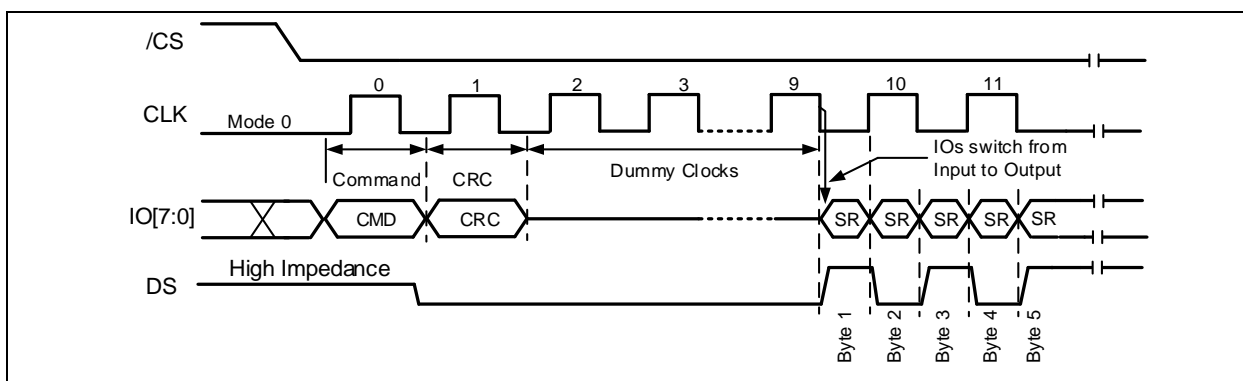 /CS
0 1 2 3 9 10 11
CLK
Mode 0
IOs switch from
Input to Output
Command CRC Dummy Clocks
IO[7:0]
CMD CRC SR SR SR SR SR
High Impedance
DS
Byte 1
Byte 2
Byte 3
Byte 4
Byte 5